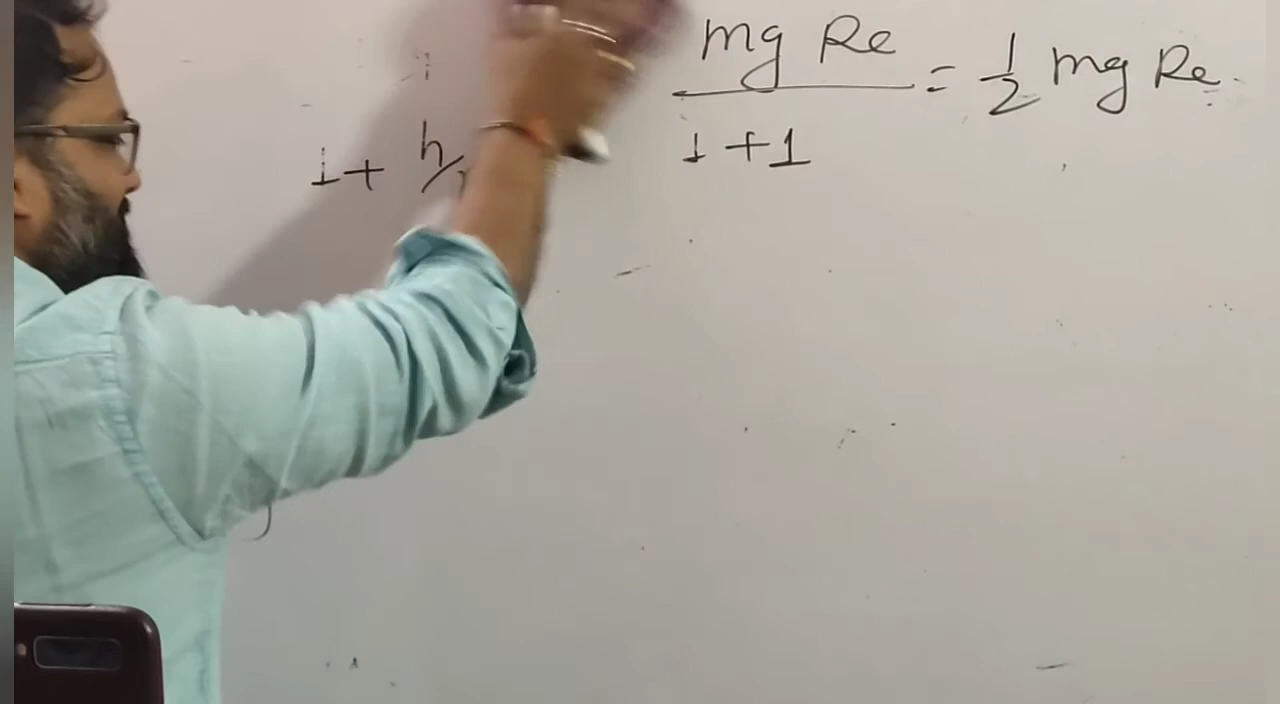 mg Re = 1/2 mg Re
1+1
1 + h/